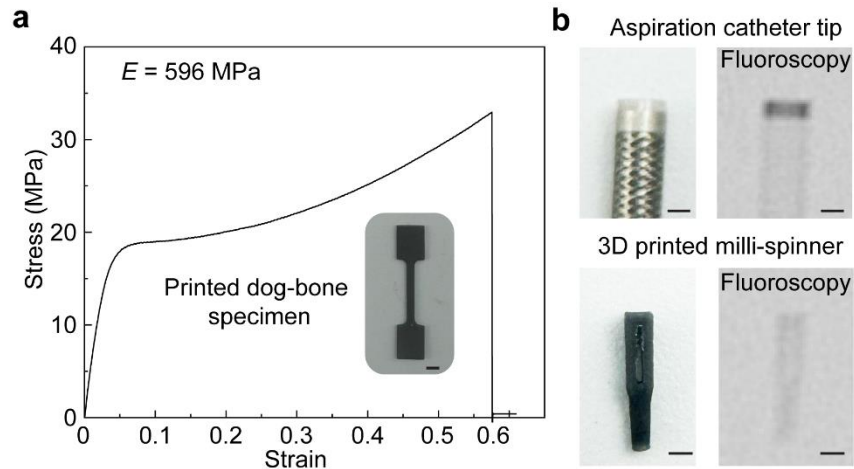 a
40
30
20
10
0
Stress (MPa)
E = 596 MPa
Printed dog-bone
specimen
0 0.1 0.2 0.3 0.4 0.5 0.6
Strain
b
Aspiration catheter tip
Fluoroscopy
3D printed milli-spinner
Fluoroscopy